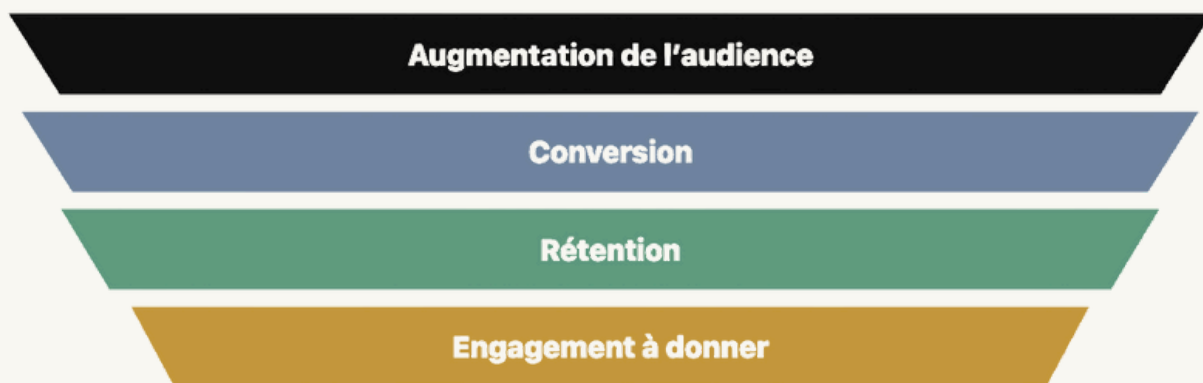 Augmentation de l’audience
Conversion
Rétention
Engagement à donner